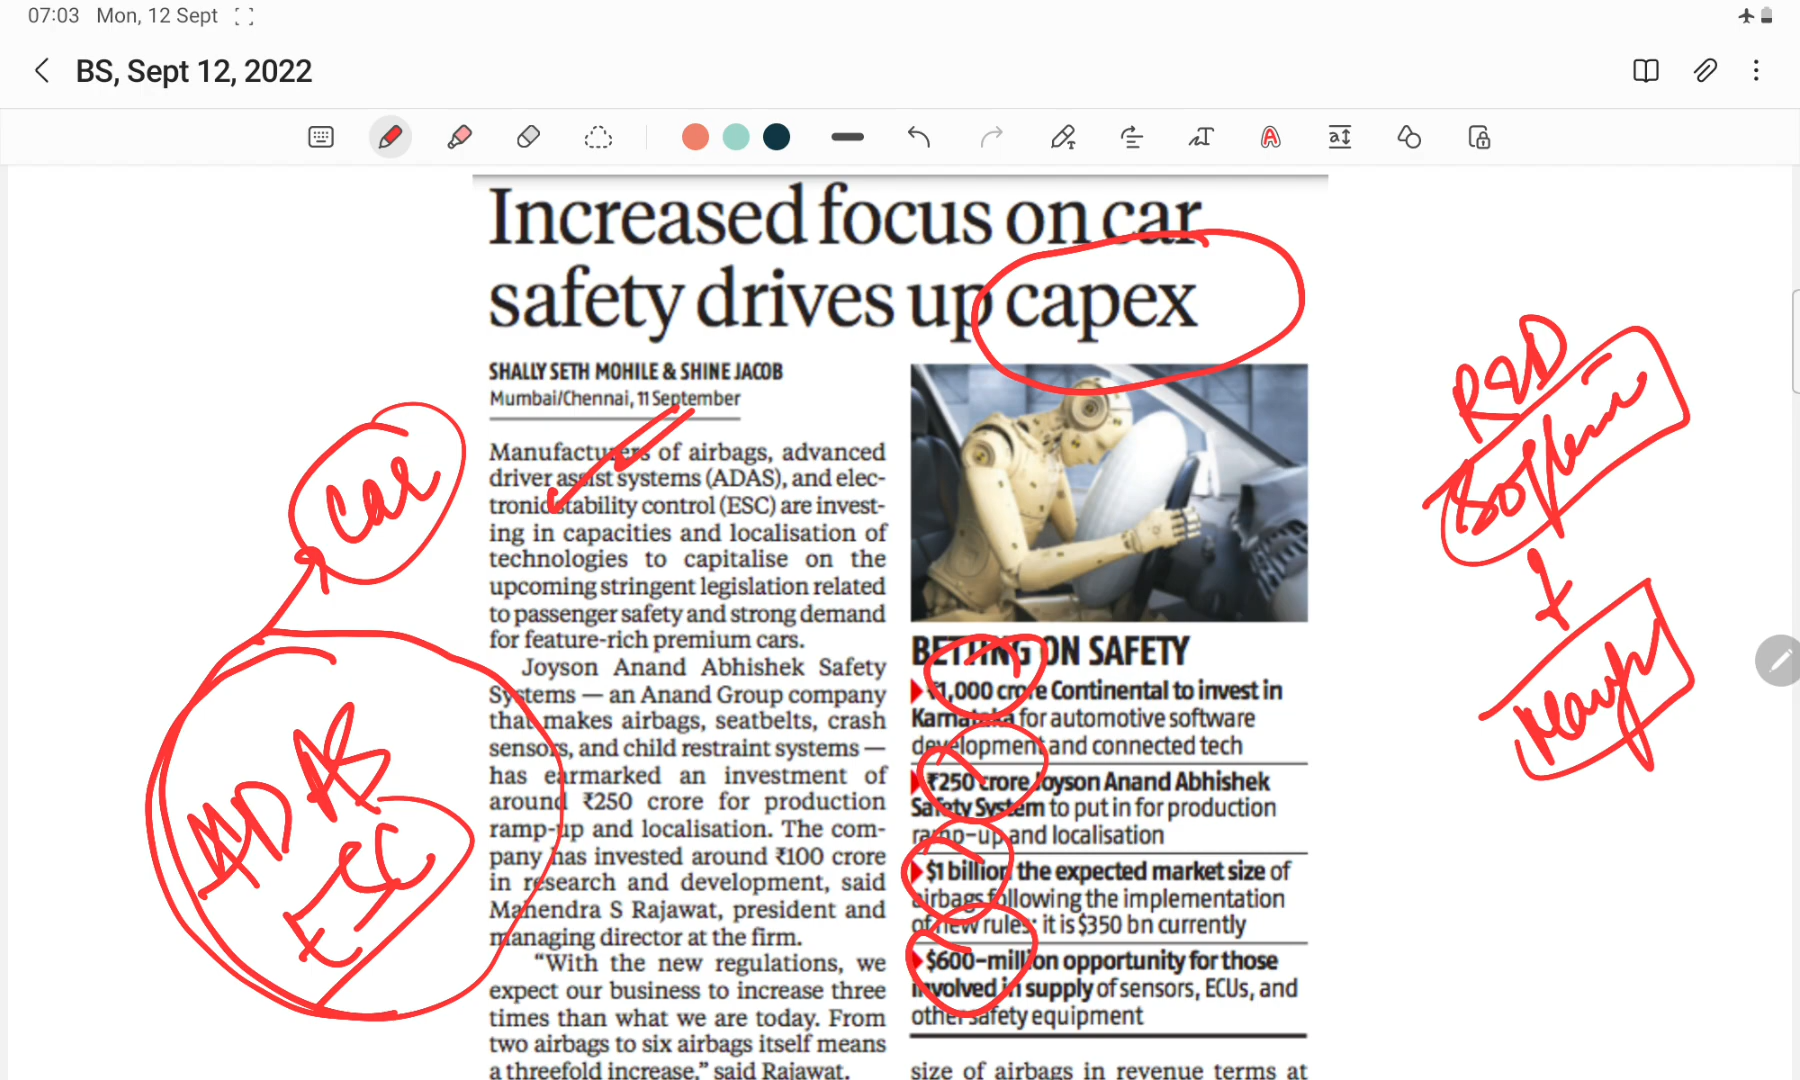 07:03 Mon, 12 Sept
BS, Sept 12, 2022
Increased focus on car
safety drives up capex
SHALLY SETH MOHILE & SHINE JACOB
Mumbai/Chennai, 11 September
Manufacturers of airbags, advanced
driver assist systems (ADAS), and elec-
tronic stability control (ESC) are invest-
ing in capacities and localisation of
technologies to capitalise on the
upcoming stringent legislation related
to passenger safety and strong demand
for feature-rich premium cars.
Joyson Anand Abhishek Safety
Systems — an Anand Group company
that makes airbags, seatbelts, crash
sensors, and child restraint systems —
has earmarked an investment of
around ₹250 crore for production
ramp-up and localisation. The com-
pany has invested around ₹100 crore
in research and development, said
Mahendra S Rajawat, president and
managing director at the firm.
“With the new regulations, we
expect our business to increase three
times than what we are today. From
two airbags to six airbags itself means
a threefold increase,” said Rajawat.
BETTING ON SAFETY
₹1,000 crore Continental to invest in
Karnataka for automotive software
development and connected tech
₹250 crore Joyson Anand Abhishek
Safety System to put in for production
ramp-up and localisation
$1 billion the expected market size of
airbags following the implementation
of new rules; it is $350 bn currently
$600-million opportunity for those
involved in supply of sensors, ECUs, and
other safety equipment
size of airbags in revenue terms at
Car
ADAS
ESC
R&D
+